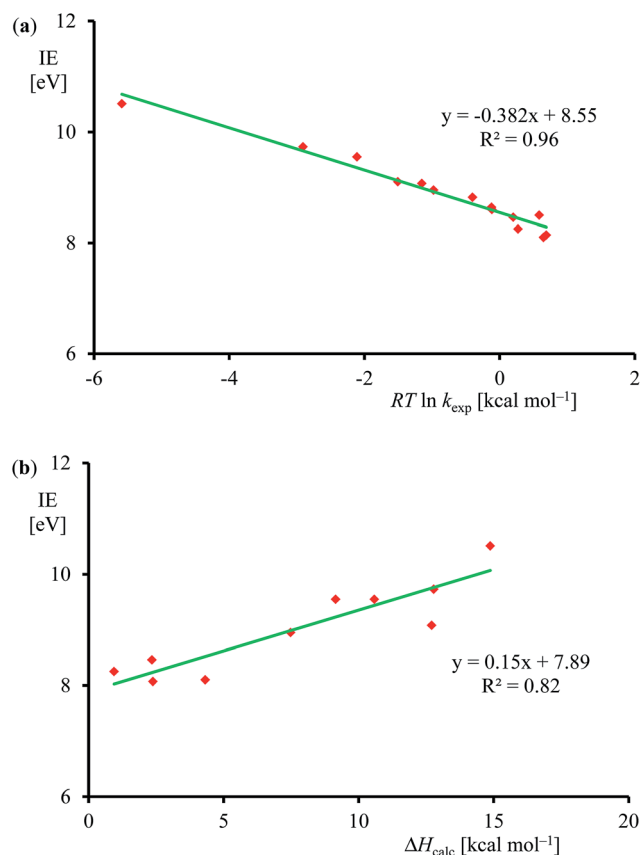 (a)
IE
[eV]
12
10
8
6
y = -0.382x + 8.55
R² = 0.96
-6 -4 -2 0 2
RT ln kexp [kcal mol–1]
(b)
IE
[eV]
12
10
8
6
y = 0.15x + 7.89
R² = 0.82
0 5 10 15 20
ΔHcalc [kcal mol–1]